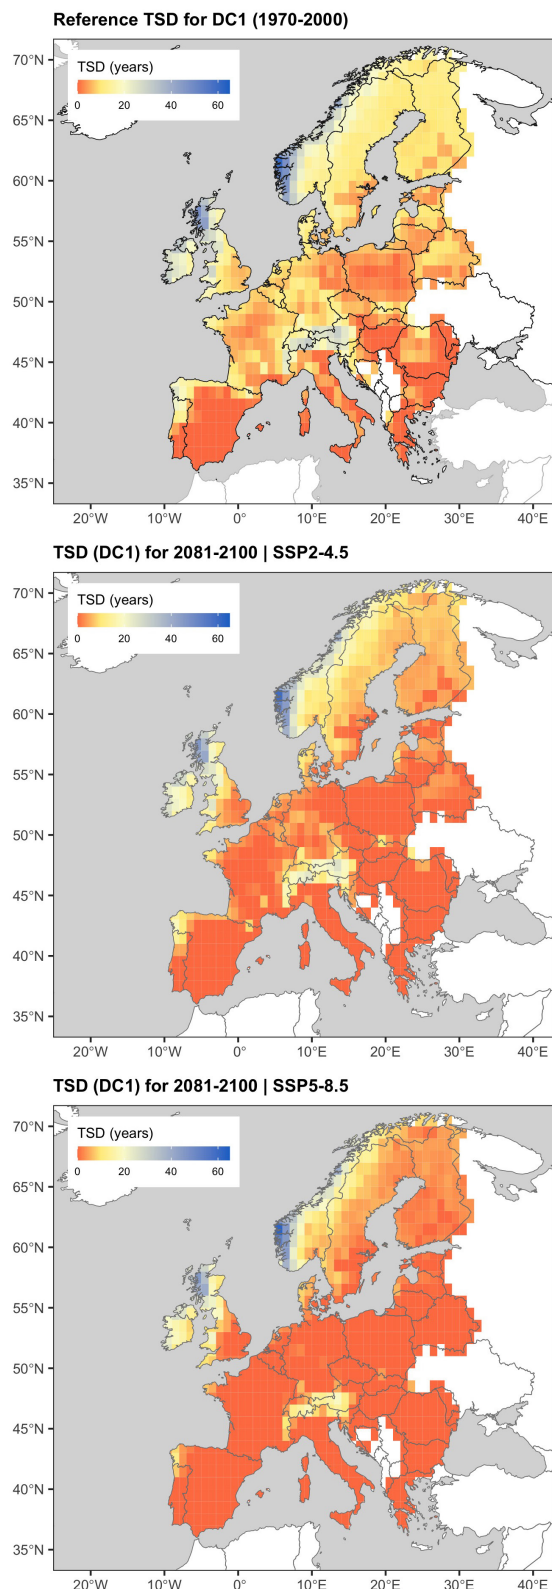 Reference TSD for DC1 (1970-2000)
TSD (years)
0 20 40 60
70°N
65°N
60°N
55°N
50°N
45°N
40°N
35°N
20°W 10°W 0° 10°E 20°E 30°E 40°E
TSD (DC1) for 2081-2100 | SSP2-4.5
TSD (years)
0 20 40 60
70°N
65°N
60°N
55°N
50°N
45°N
40°N
35°N
20°W 10°W 0° 10°E 20°E 30°E 40°E
TSD (DC1) for 2081-2100 | SSP5-8.5
TSD (years)
0 20 40 60
70°N
65°N
60°N
55°N
50°N
45°N
40°N
35°N
20°W 10°W 0° 10°E 20°E 30°E 40°E